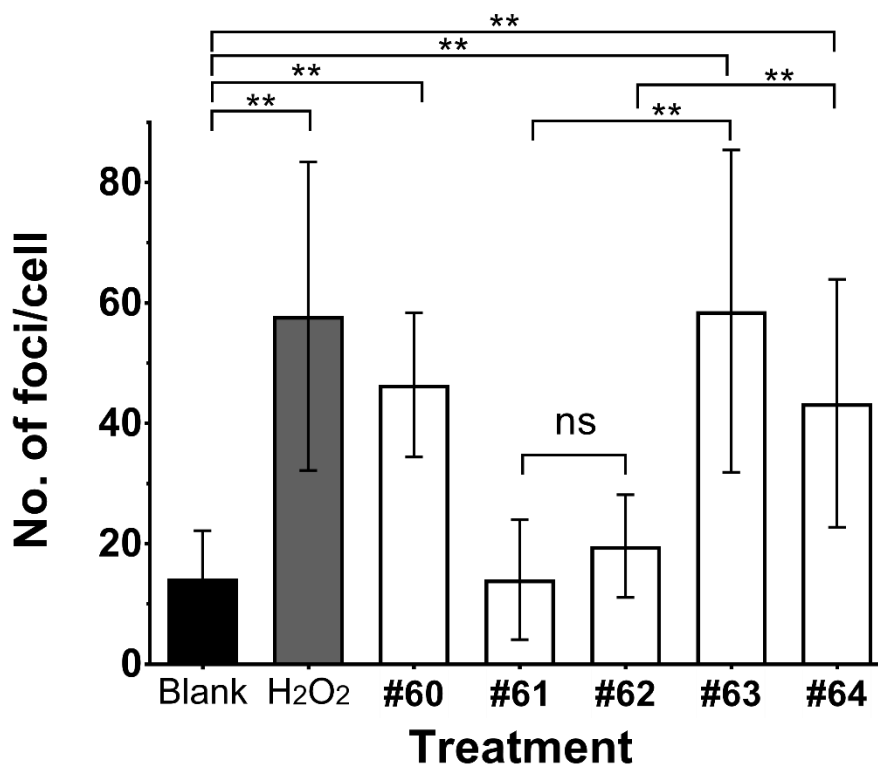 **
**
**
**
**
**
80
60
40
20
0
No. of foci/cell
ns
Blank H₂O₂ #60 #61 #62 #63 #64
Treatment